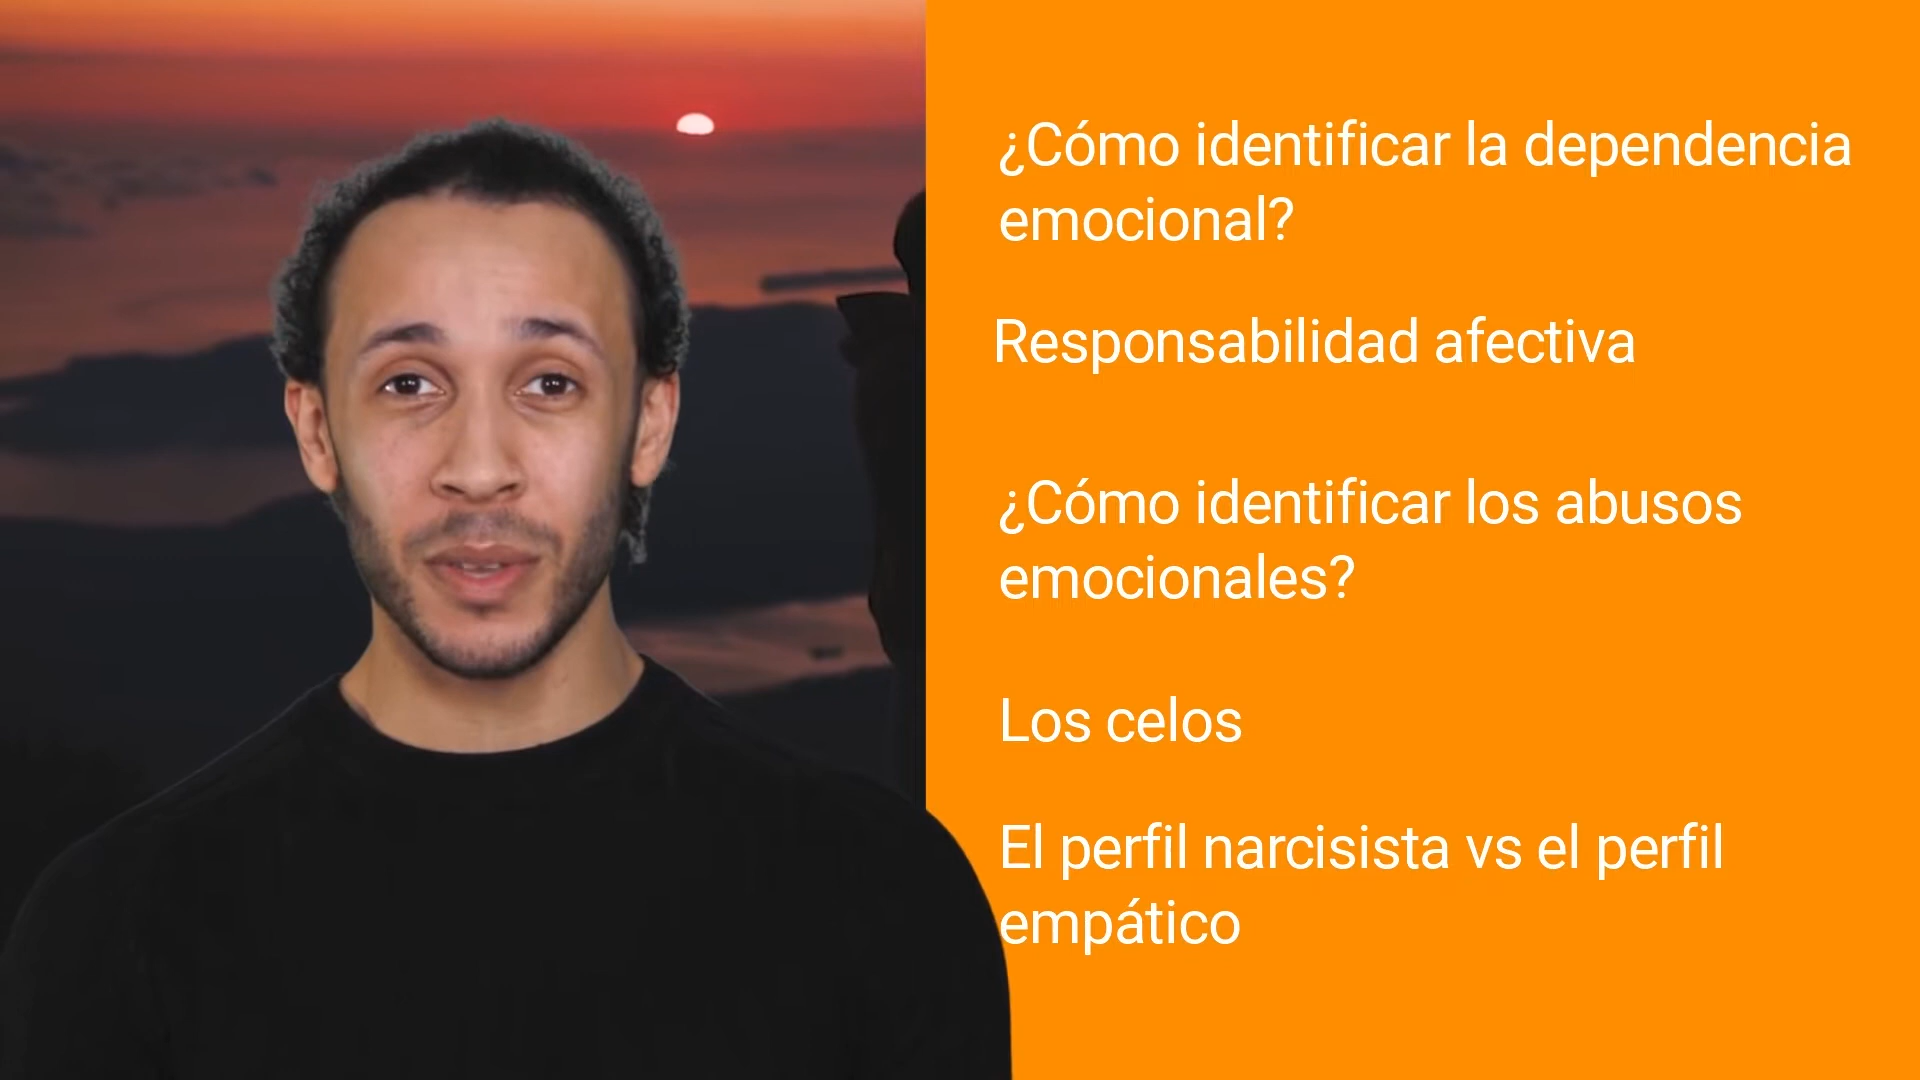 ¿Cómo identificar la dependencia
emocional?
Responsabilidad afectiva
¿Cómo identificar los abusos
emocionales?
Los celos
El perfil narcisista vs el perfil
empático